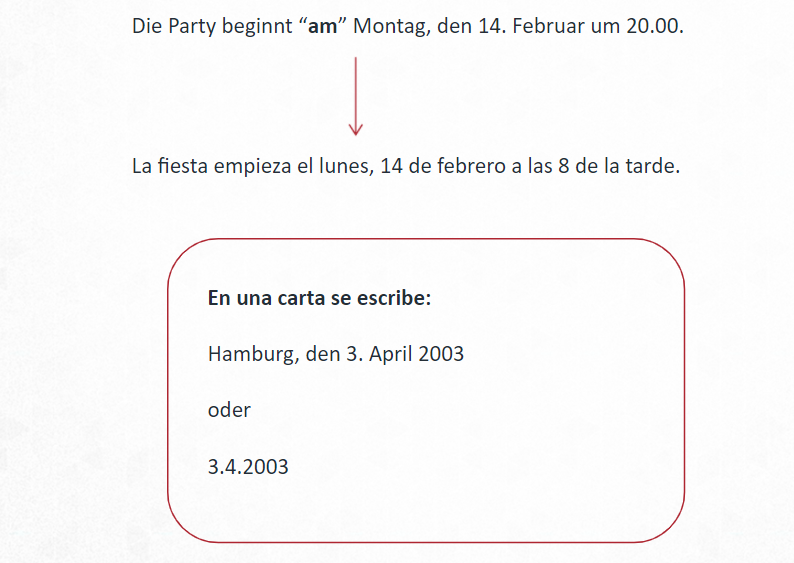 Die Party beginnt “am” Montag, den 14. Februar um 20.00.
La fiesta empieza el lunes, 14 de febrero a las 8 de la tarde.
En una carta se escribe:
Hamburg, den 3. April 2003
oder
3.4.2003